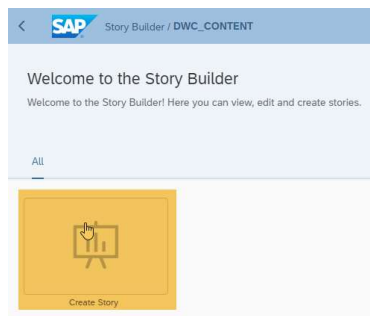 SAP Story Builder / DWC_CONTENT
Welcome to the Story Builder
Welcome to the Story Builder! Here you can view, edit and create stories.
All
Create Story